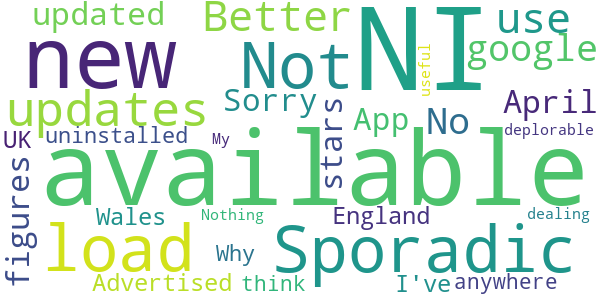 updated Better NI use
new Not google
updates Sorry stars useful April
App No deplorable
UK uninstalled My
available
figures Wales Nothing England dealing
load Why Sporadic
Advertised think I've anywhere